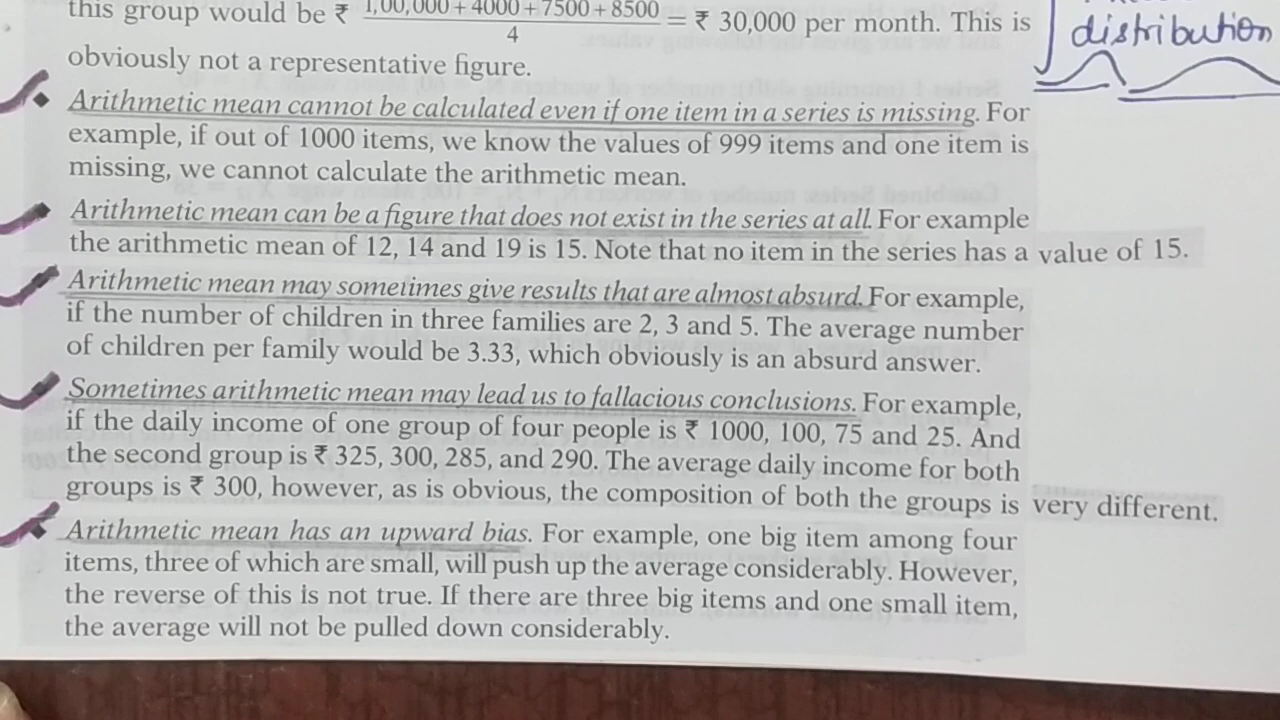 this group would be ₹ 1,00,000 + 4000 + 7500 + 8500 / 4 = ₹ 30,000 per month. This is
obviously not a representative figure.
distribution
Arithmetic mean cannot be calculated even if one item in a series is missing. For
example, if out of 1000 items, we know the values of 999 items and one item is
missing, we cannot calculate the arithmetic mean.
Arithmetic mean can be a figure that does not exist in the series at all. For example
the arithmetic mean of 12, 14 and 19 is 15. Note that no item in the series has a value of 15.
Arithmetic mean may sometimes give results that are almost absurd. For example,
if the number of children in three families are 2, 3 and 5. The average number
of children per family would be 3.33, which obviously is an absurd answer.
Sometimes arithmetic mean may lead us to fallacious conclusions. For example,
if the daily income of one group of four people is ₹ 1000, 100, 75 and 25. And
the second group is ₹ 325, 300, 285, and 290. The average daily income for both
groups is ₹ 300, however, as is obvious, the composition of both the groups is very different.
Arithmetic mean has an upward bias. For example, one big item among four
items, three of which are small, will push up the average considerably. However,
the reverse of this is not true. If there are three big items and one small item,
the average will not be pulled down considerably.